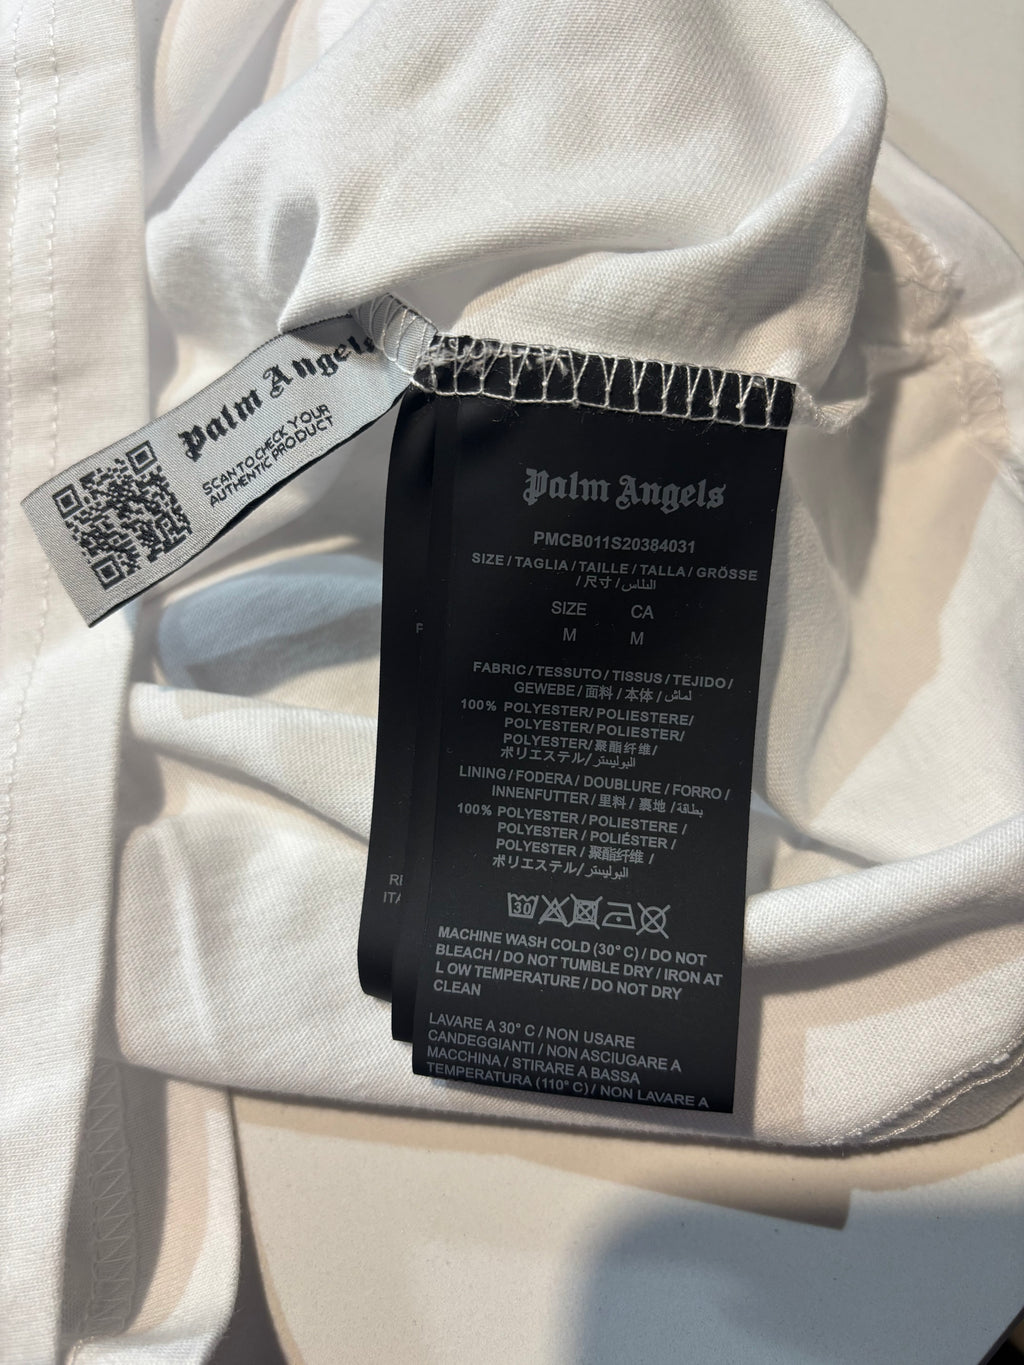 Palm Angels
SCAN TO CHECK YOUR
AUTHENTIC PRODUCT
Palm Angels
PMCB011S20384031
SIZE / TAGLIA / TAILLE / TALLA / GRÖSSE
/ 尺寸 /
SIZE CA
M M
FABRIC / TESSUTO / TISSUS / TEJIDO /
GEWEBE / 面料 / 本体 / لماش
100% POLYESTER / POLIESTERE /
POLYESTER / POLIESTER /
POLYESTER / 聚酯纤维 /
ポリエステル / البوليستر
LINING / FODERA / DOUBLURE / FORRO /
INNENFUTTER / 里料 / 裏地 / بطاقة
100% POLYESTER / POLIESTERE /
POLYESTER / POLIÉSTER /
POLYESTER / 聚酯纤维 /
ポリエステル / البوليستر
30
MACHINE WASH COLD (30° C) / DO NOT
BLEACH / DO NOT TUMBLE DRY / IRON AT
L OW TEMPERATURE / DO NOT DRY
CLEAN
LAVARE A 30° C / NON USARE
CANDEGGIANTI / NON ASCIUGARE A
MACCHINA / STIRARE A BASSA
TEMPERATURA (110° C) / NON LAVARE A
F
RE
ITA